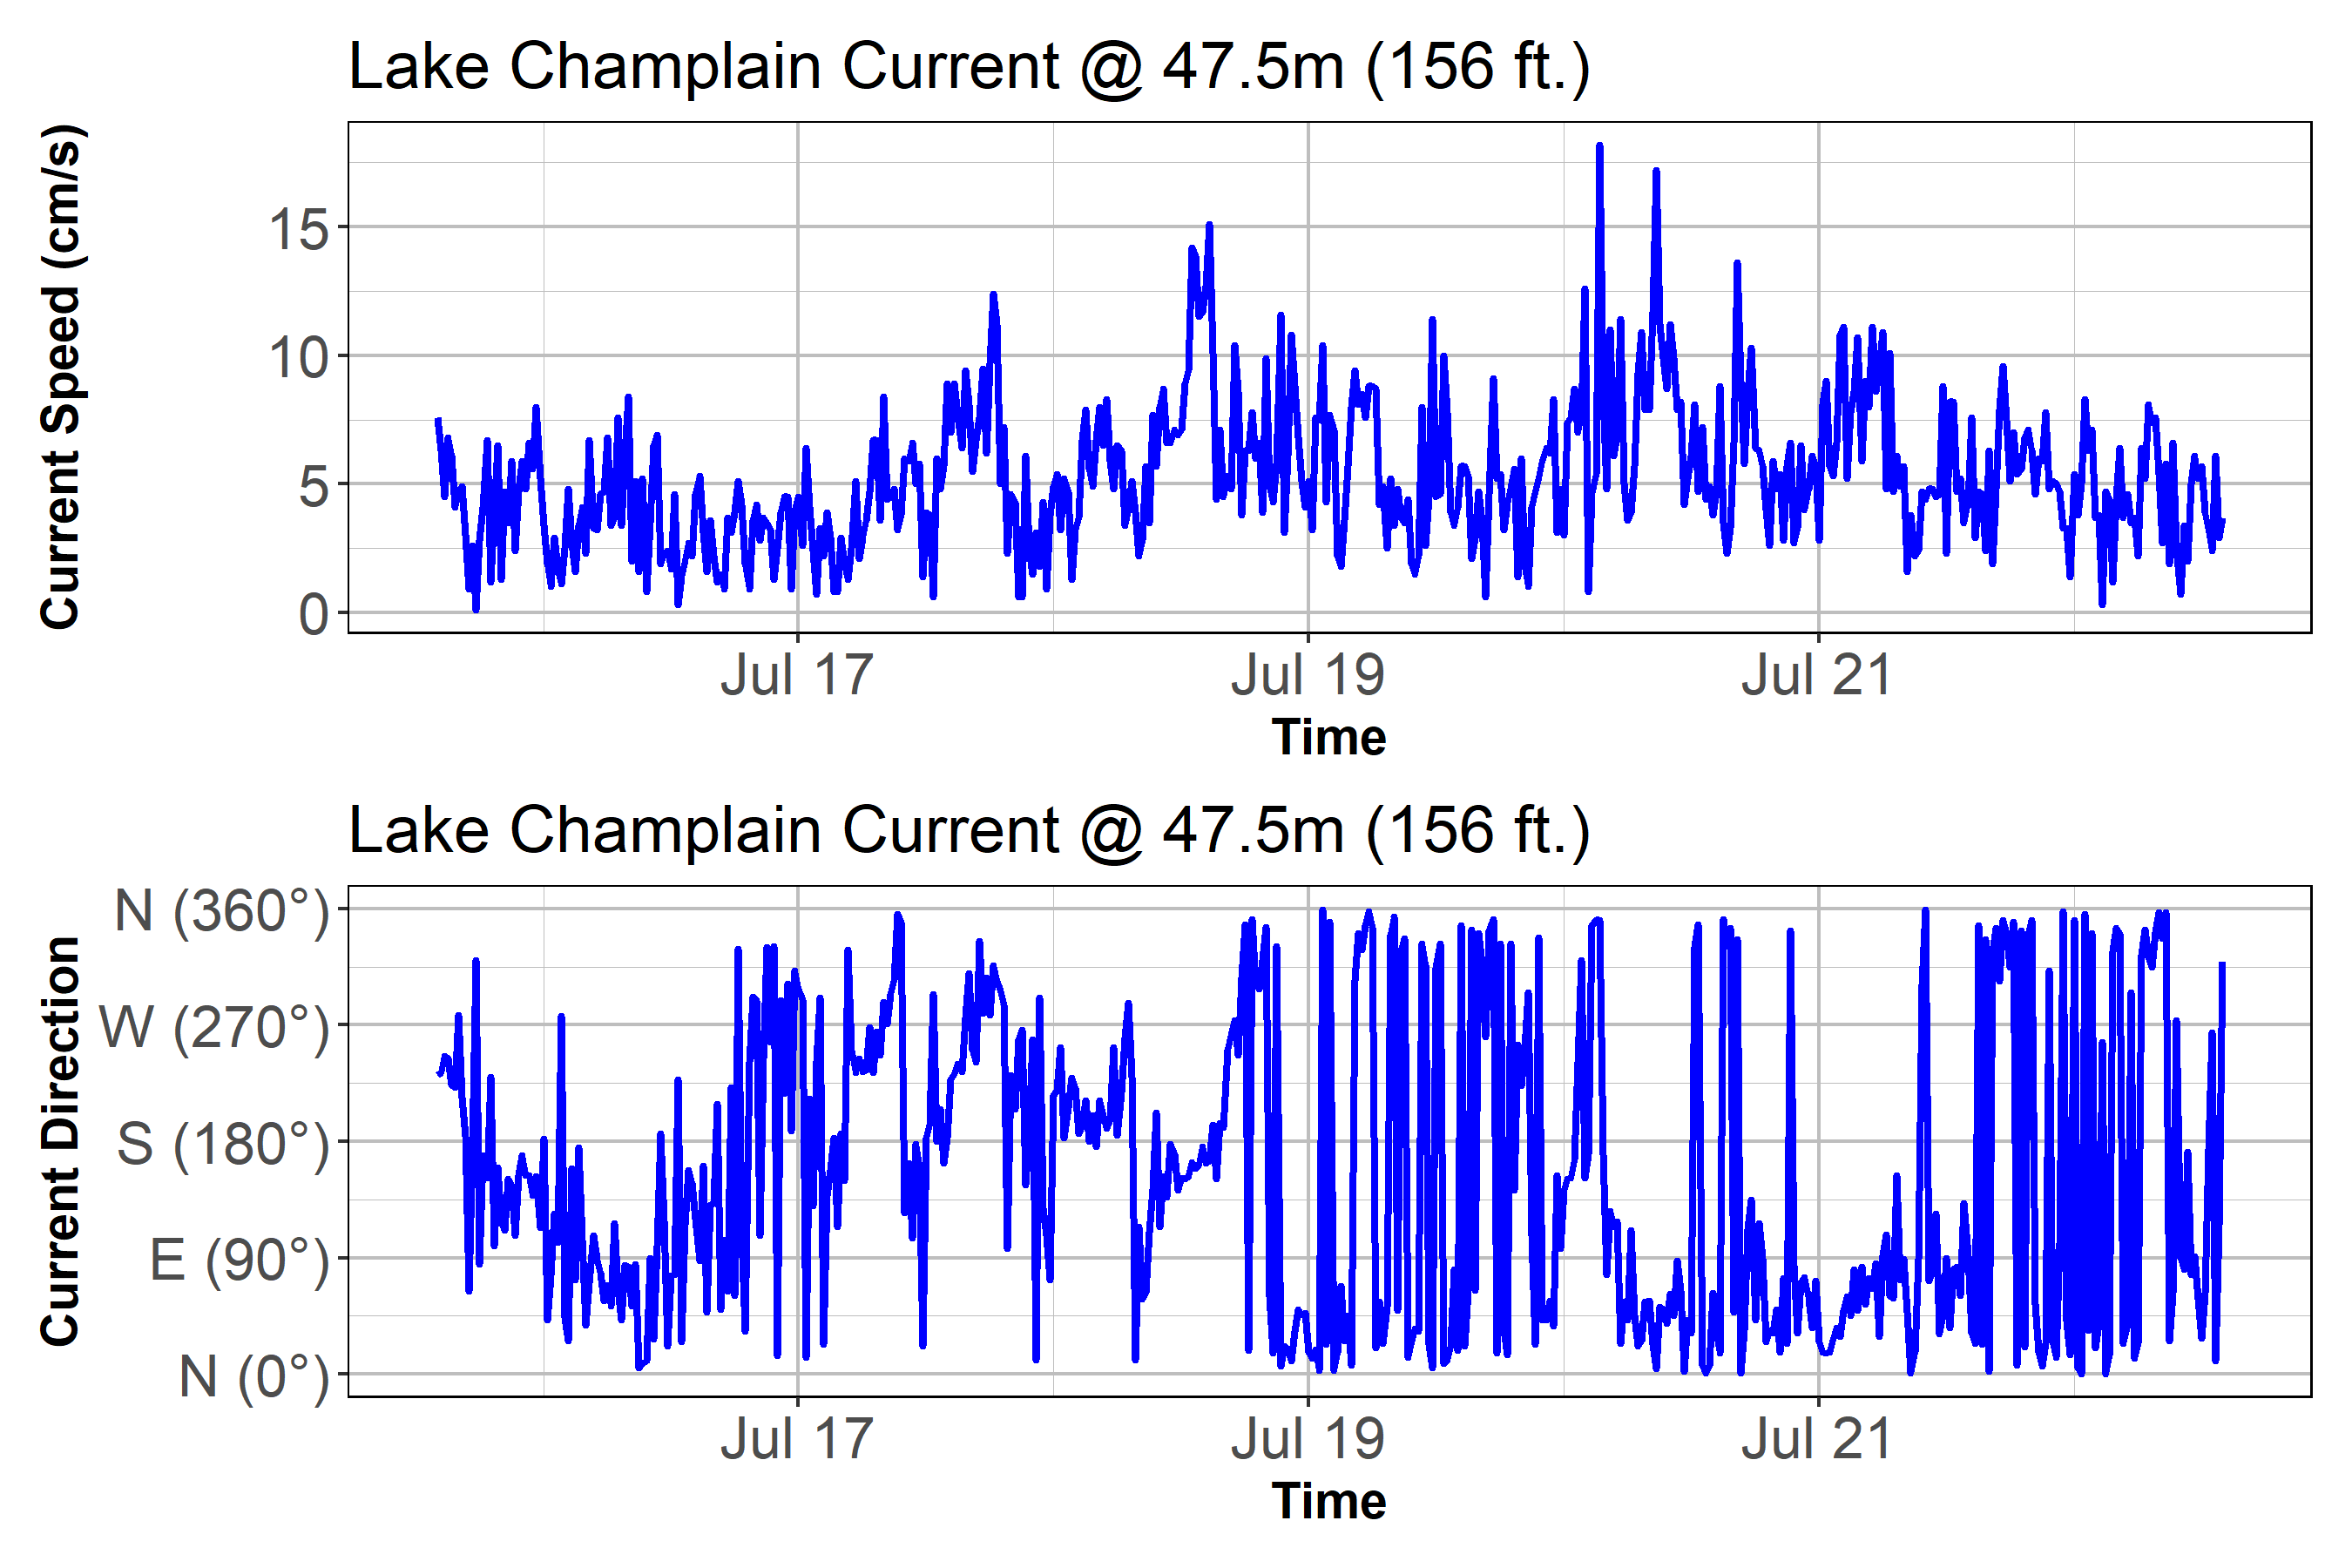 Lake Champlain Current @ 47.5m (156 ft.)
Current Speed (cm/s)
15
10
5
0
Jul 17 Jul 19 Jul 21
Time
Lake Champlain Current @ 47.5m (156 ft.)
Current Direction
N (360°)
W (270°)
S (180°)
E (90°)
N (0°)
Jul 17 Jul 19 Jul 21
Time